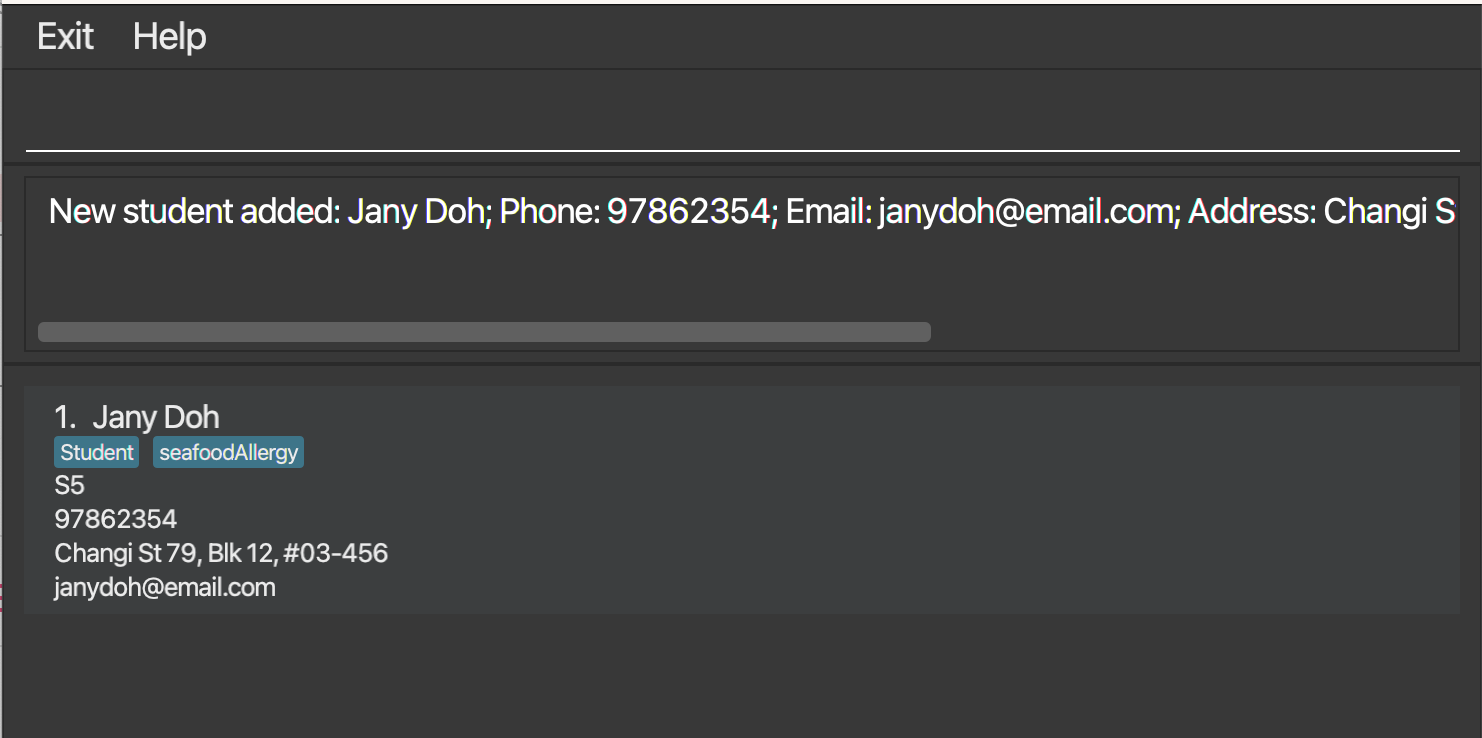 Exit Help
New student added: Jany Doh; Phone: 97862354; Email: janydoh@email.com; Address: Changi S
1. Jany Doh
Student seafoodAllergy
S5
97862354
Changi St 79, Blk 12, #03-456
janydoh@email.com